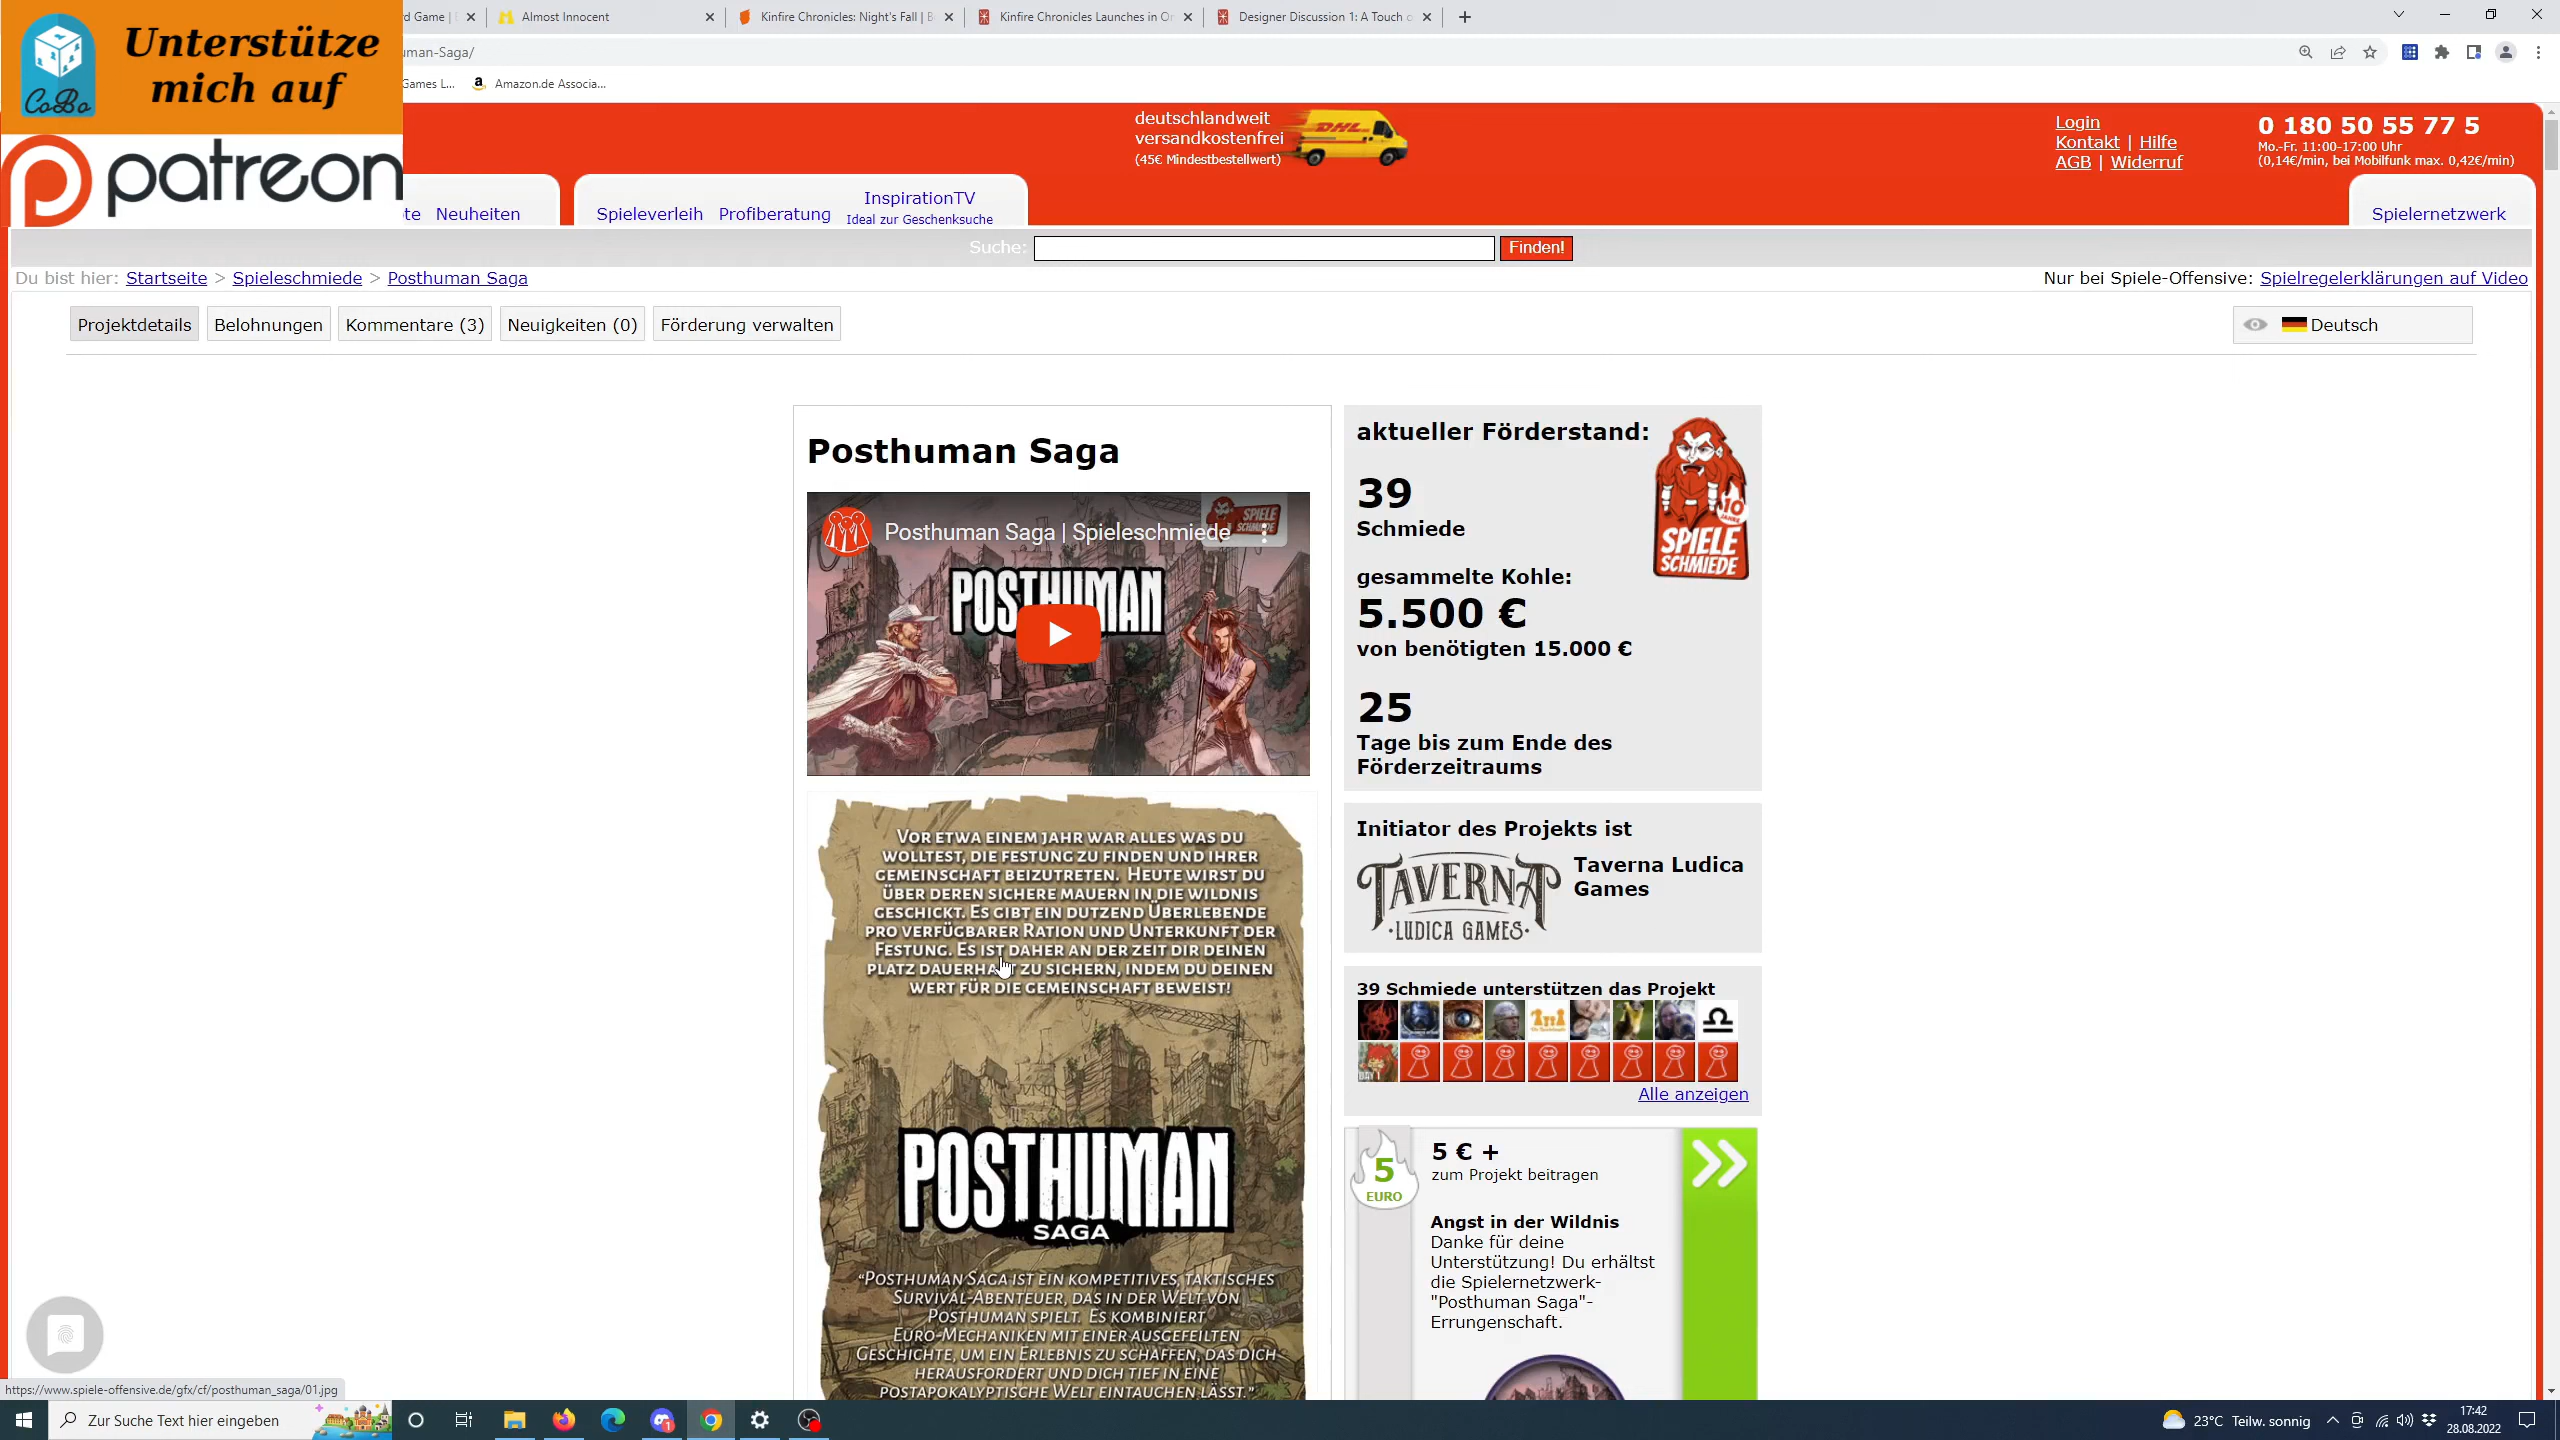 Unterstütze
mich auf
CoBo
patreon
rd Game |
Almost Innocent
Kinfire Chronicles: Night's Fall | B
Kinfire Chronicles Launches in Or
Designer Discussion 1: A Touch o
uman-Saga/
Games L...
Amazon.de Associa...
deutschlandweit
versandkostenfrei
(45€ Mindestbestellwert)
DHL
Login
Kontakt | Hilfe
AGB | Widerruf
0 180 50 55 77 5
Mo.-Fr. 11:00-17:00 Uhr
(0,14€/min, bei Mobilfunk max. 0,42€/min)
te Neuheiten
Spieleverleih Profiberatung
InspirationTV
Ideal zur Geschenksuche
Spielernetzwerk
Suche:
Finden!
Du bist hier: Startseite > Spieleschmiede > Posthuman Saga
Nur bei Spiele-Offensive: Spielregelerklärungen auf Video
Projektdetails
Belohnungen
Kommentare (3)
Neuigkeiten (0)
Förderung verwalten
Deutsch
Posthuman Saga
Posthuman Saga | Spieleschmiede
SPIELE
SCHMIEDE
POSTHUMAN
VOR ETWA EINEM JAHR WAR ALLES WAS DU
WOLLTEST, DIE FESTUNG ZU FINDEN UND IHRER
GEMEINSCHAFT BEIZUTRETEN. HEUTE WIRST DU
ÜBER DEREN SICHERE MAUERN IN DIE WILDNIS
GESCHICKT. ES GIBT EIN DUTZEND ÜBERLEBENDE
PRO VERFÜGBARER RATION UND UNTERKUNFT DER
FESTUNG. ES IST DAHER AN DER ZEIT DIR DEINEN
PLATZ DAUERHAFT ZU SICHERN, INDEM DU DEINEN
WERT FÜR DIE GEMEINSCHAFT BEWEIST!
POSTHUMAN
SAGA
“POSTHUMAN SAGA IST EIN KOMPETITIVES, TAKTISCHES
SURVIVAL-ABENTEUER, DAS IN DER WELT VON
POSTHUMAN SPIELT. ES KOMBINIERT
EURO-MECHANIKEN MIT EINER AUSGEFEILTEN
GESCHICHTE, UM EIN ERLEBNIS ZU SCHAFFEN, DAS DICH
HERAUSFORDERT UND DICH TIEF IN EINE
POSTAPOKALYPTISCHE WELT EINTAUCHEN LÄSST.”
aktueller Förderstand:
39
Schmiede
gesammelte Kohle:
5.500 €
von benötigten 15.000 €
25
Tage bis zum Ende des
Förderzeitraums
10
JAHRE
SPIELE
SCHMIEDE
Initiator des Projekts ist
TAVERNA
·LUDICA GAMES·
Taverna Ludica
Games
39 Schmiede unterstützen das Projekt
DAY 1
Alle anzeigen
5
EURO
5 € +
zum Projekt beitragen
Angst in der Wildnis
Danke für deine
Unterstützung! Du erhältst
die Spielernetzwerk-
"Posthuman Saga"-
Errungenschaft.
https://www.spiele-offensive.de/gfx/cf/posthuman_saga/01.jpg
Zur Suche Text hier eingeben
23°C Teilw. sonnig
17:42
28.08.2022